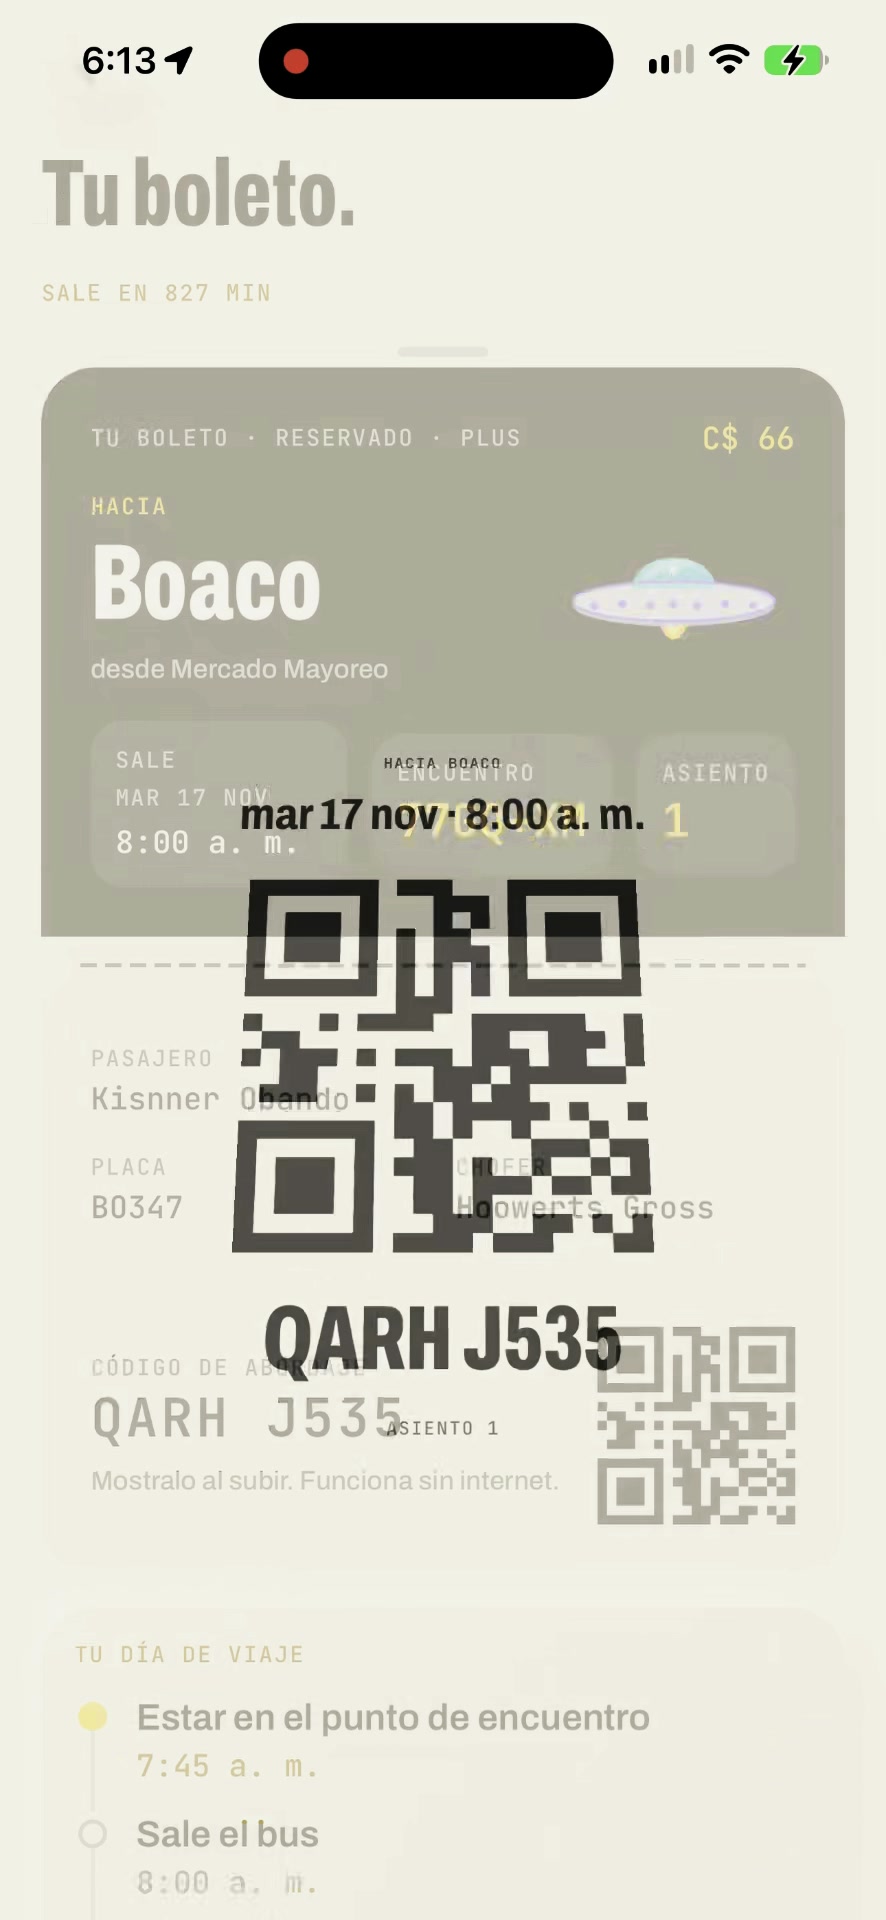 6:13
Tu boleto.
SALE EN 827 MIN
TU BOLETO · RESERVADO · PLUS
C$ 66
HACIA
Boaco
desde Mercado Mayoreo
SALE
MAR 17 NOV
8:00 a. m.
ENCUENTRO
ASIENTO
1
HACIA BOACO
mar 17 nov · 8:00 a. m.
PASAJERO
Kisnner Obando
PLACA
BO347
CHOFER
Hoowerts Gross
QARH J535
CÓDIGO DE ABORDAJE
QARH J535
ASIENTO 1
Mostralo al subir. Funciona sin internet.
TU DÍA DE VIAJE
Estar en el punto de encuentro
7:45 a. m.
Sale el bus
8:00 a. m.